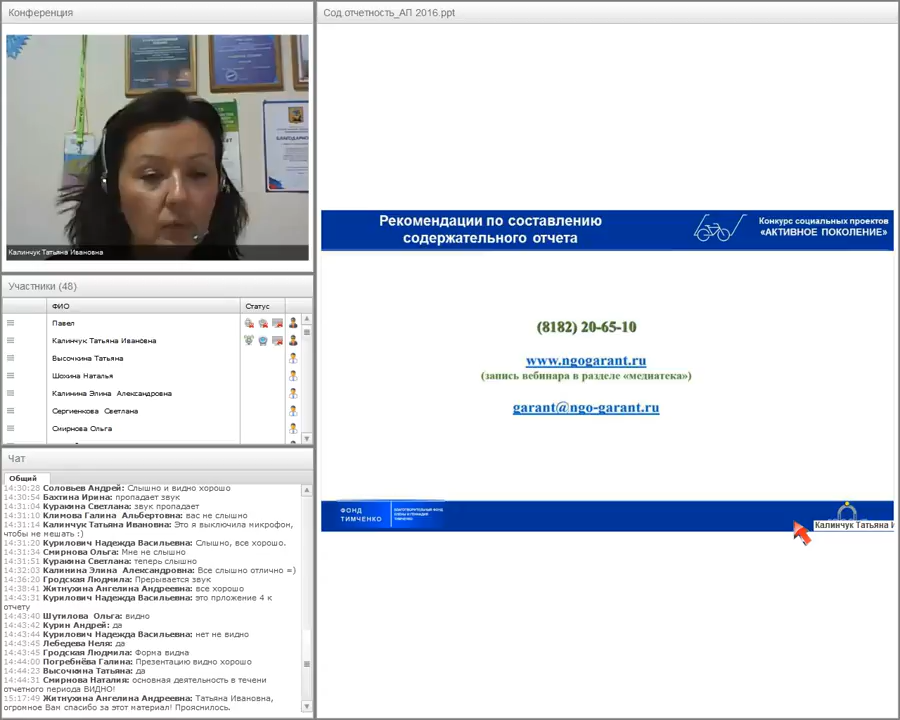 Конференция
Калинчук Татьяна Ивановна
Участники (48)
ФИО
Статус
Павел
Калинчук Татьяна Ивановна
Высочкина Татьяна
Шохина Наталья
Калинина Элина Александровна
Сергиенкова Светлана
Смирнова Ольга
Чат
Общий
14:30:28 Соловьев Андрей: Слышно и видно хорошо
14:30:54 Бахтина Ирина: пропадает звук
14:31:04 Куракина Светлана: звук пропадает
14:31:10 Климова Галина Альбертовна: вас не слышно
14:31:14 Калинчук Татьяна Ивановна: Это я выключила микрофон,
чтобы не мешать :)
14:31:20 Курилович Надежда Васильевна: Слышно, все хорошо.
14:31:34 Смирнова Ольга: Мне не слышно
14:31:51 Куракина Светлана: теперь слышно
14:32:03 Калинина Элина Александровна: Все слышно отлично =)
14:36:20 Гродская Людмила: Прерывается звук
14:38:41 Житнухина Ангелина Андреевна: все хорошо
14:43:31 Курилович Надежда Васильевна: это прложение 4 к
отчету
14:43:40 Шутилова Ольга: видно
14:43:42 Курин Андрей: да
14:43:44 Курилович Надежда Васильевна: нет не видно
14:43:45 Лебедева Неля: да
14:43:49 Гродская Людмила: Форма видна
14:44:00 Погребнёва Галина: Презентацию видно хорошо
14:44:23 Высочкина Татьяна: да
14:44:31 Смирнова Наталия: основная деятельность в течени
отчетного периода ВИДНО!
15:17:49 Житнухина Ангелина Андреевна: Татьяна Ивановна,
огромное Вам спасибо за этот материал! Прояснилось.
Сод.отчетность_АП 2016.ppt
Рекомендации по составлению
содержательного отчета
Конкурс социальных проектов
«АКТИВНОЕ ПОКОЛЕНИЕ»
(8182) 20-65-10
www.ngogarant.ru
(запись вебинара в разделе «медиатека»)
garant@ngo-garant.ru
ФОНД
ТИМЧЕНКО
БЛАГОТВОРИТЕЛЬНЫЙ ФОНД
ЕЛЕНЫ И ГЕННАДИЯ
ТИМЧЕНКО
Калинчук Татьяна И